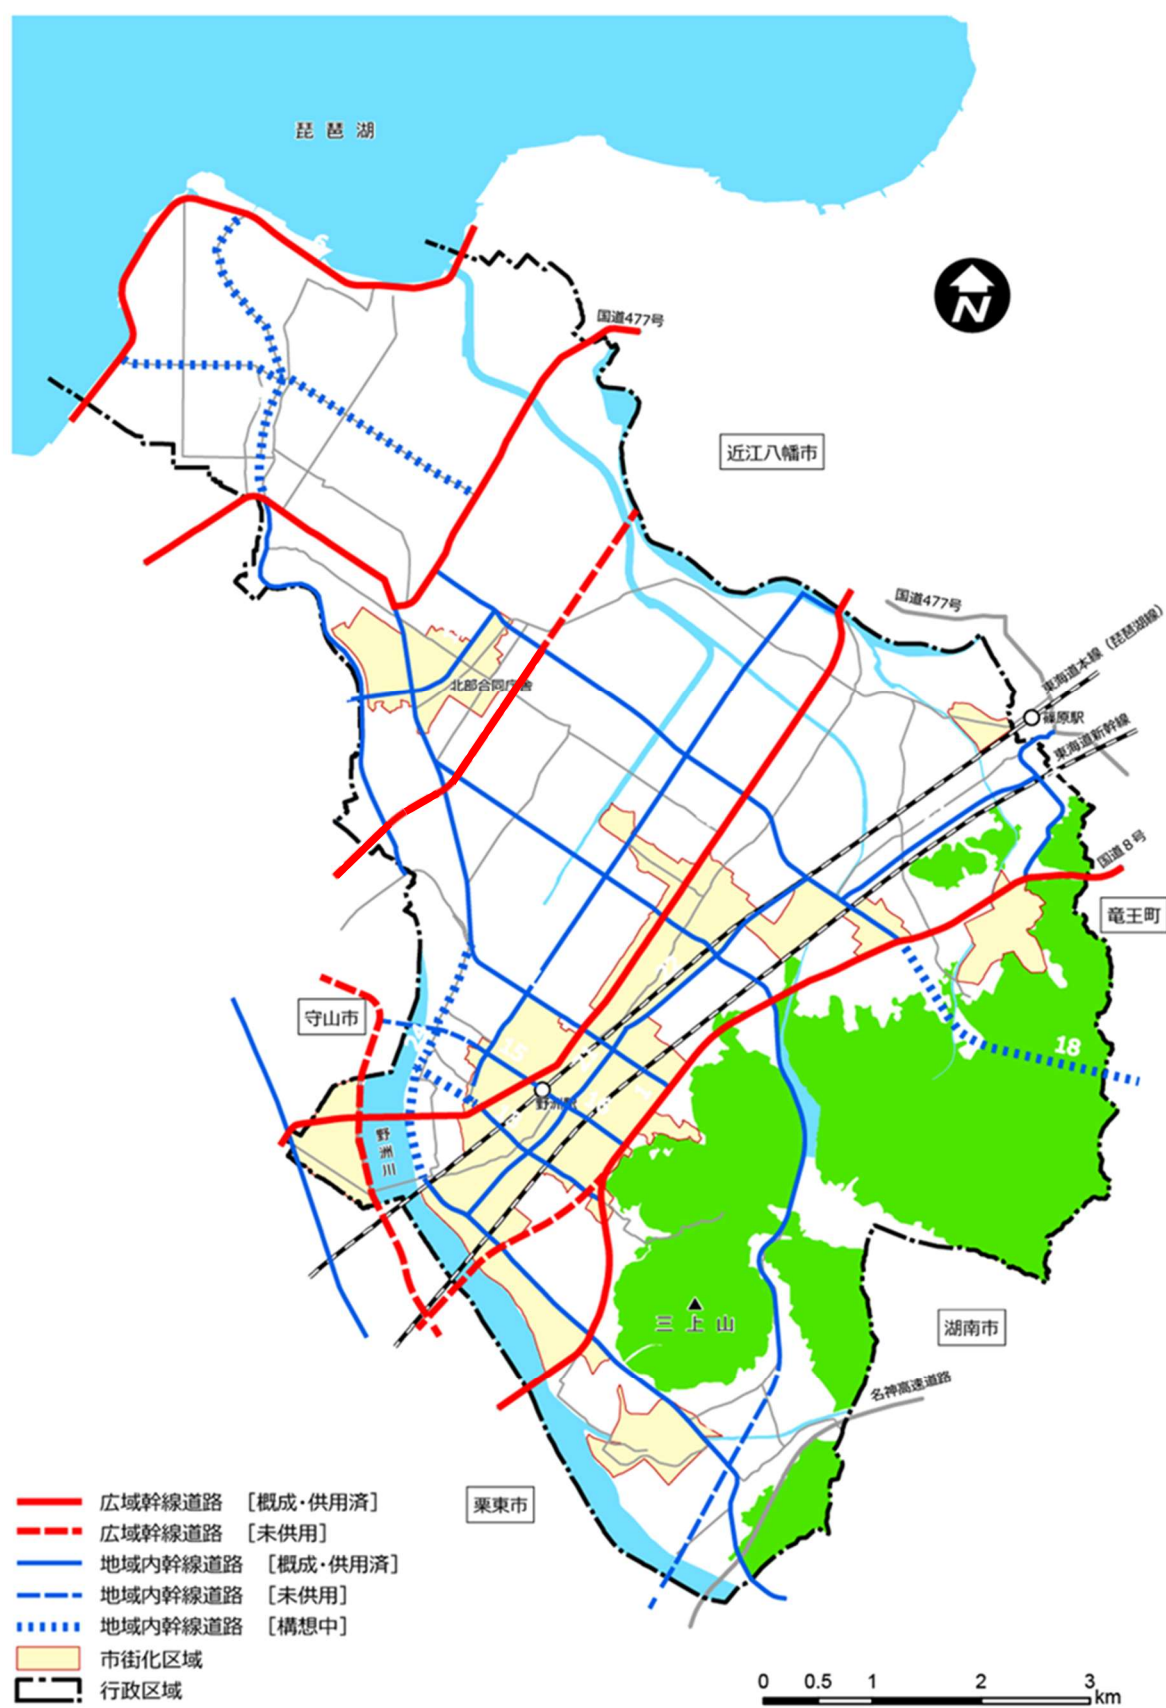 琵琶湖
N
国道477号
近江八幡市
国道477号
東海道本線（琵琶湖線）
篠原駅
東海道新幹線
北部合同庁舎
国道8号
竜王町
守山市
15
18
野洲駅
16
野洲川
三上山
湖南市
名神高速道路
栗東市
広域幹線道路 ［概成・供用済］
広域幹線道路 ［未供用］
地域内幹線道路 ［概成・供用済］
地域内幹線道路 ［未供用］
地域内幹線道路 ［構想中］
市街化区域
行政区域
0 0.5 1 2 3 km